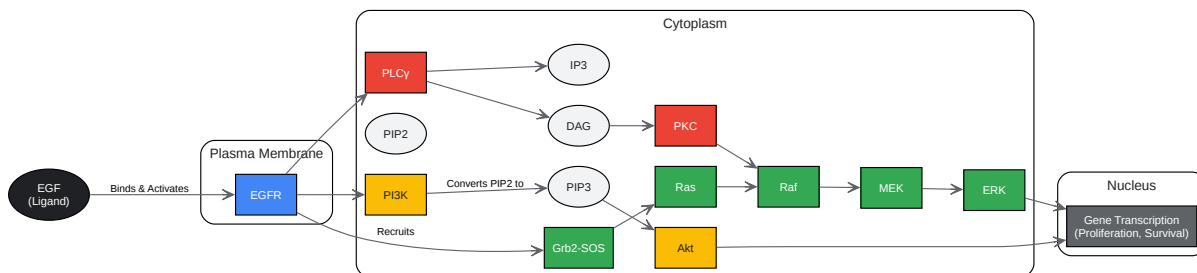 Cytoplasm
PLCγ
IP3
PIP2
DAG
PKC
Plasma Membrane
EGF
(Ligand)
Binds & Activates
EGFR
PI3K
Converts PIP2 to
PIP3
Ras
Raf
MEK
ERK
Nucleus
Gene Transcription
(Proliferation, Survival)
Recruits
Grb2-SOS
Akt